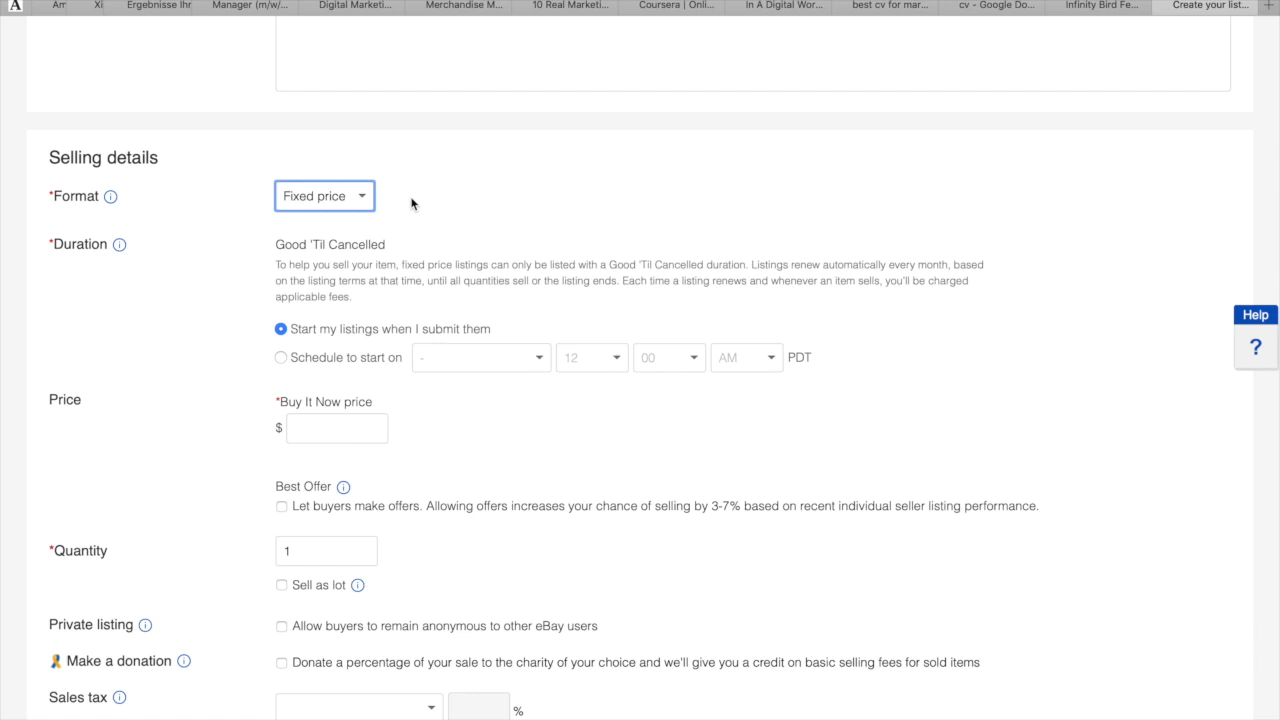 A
Am
Xi
Ergebnisse Ihr
Manager (m/w/...
Digital Marketi...
Merchandise M...
10 Real Marketi...
Coursera | Onli...
In A Digital Wor...
best cv for mar...
cv - Google Do...
Infinity Bird Fe...
Create your list...
+
Selling details
*Format
Fixed price
*Duration
Good 'Til Cancelled
To help you sell your item, fixed price listings can only be listed with a Good 'Til Cancelled duration. Listings renew automatically every month, based
on the listing terms at that time, until all quantities sell or the listing ends. Each time a listing renews and whenever an item sells, you'll be charged
applicable fees.
Start my listings when I submit them
Schedule to start on - 12 00 AM PDT
Help
?
Price
*Buy It Now price
$
Best Offer
Let buyers make offers. Allowing offers increases your chance of selling by 3-7% based on recent individual seller listing performance.
*Quantity
1
Sell as lot
Private listing
Allow buyers to remain anonymous to other eBay users
Make a donation
Donate a percentage of your sale to the charity of your choice and we'll give you a credit on basic selling fees for sold items
Sales tax
%